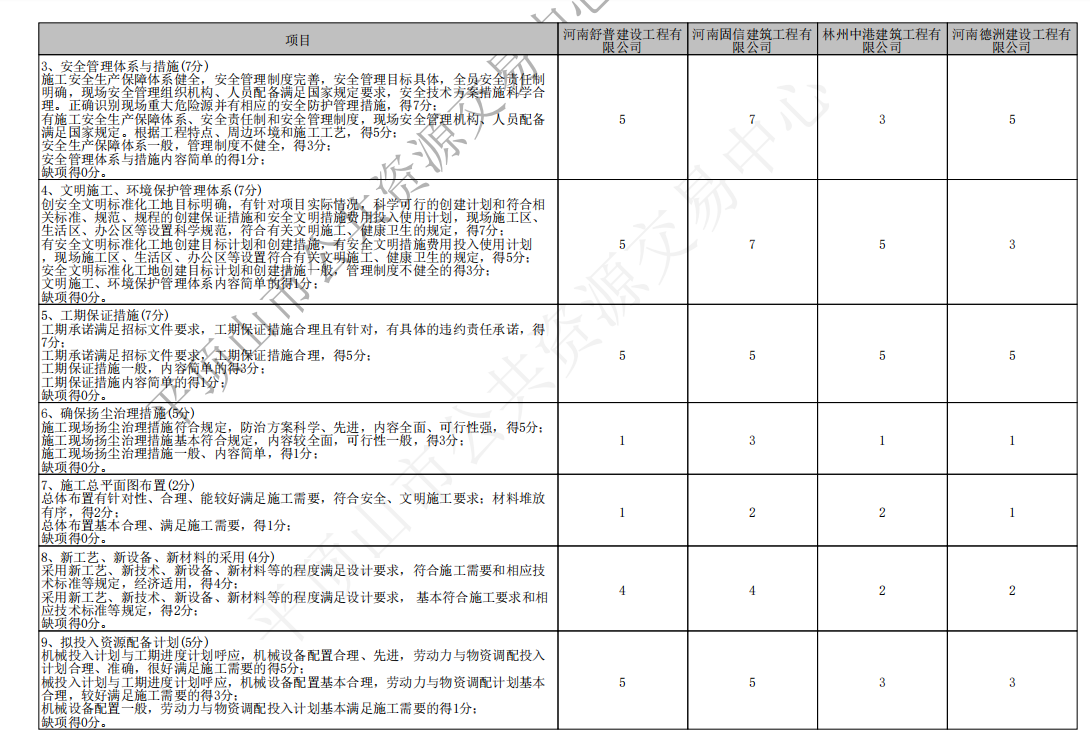 项目
河南舒普建设工程有
限公司
河南固信建筑工程有
限公司
林州中港建筑工程有
限公司
河南德洲建设工程有
限公司
3、安全管理体系与措施(7分)
施工安全生产保障体系健全，安全管理制度完善，安全管理目标具体，全员安全责任制
明确，现场安全管理组织机构、人员配备满足国家规定要求，安全技术方案措施科学合
理。正确识别现场重大危险源并有相应的安全防护管理措施，得7分；
有施工安全生产保障体系、安全责任制和安全管理制度，现场安全管理机构、人员配备
满足国家规定。根据工程特点、周边环境和施工工艺，得5分；
安全生产保障体系一般，管理制度不健全，得3分；
安全管理体系与措施内容简单的得1分；
缺项得0分。
5
7
3
5
4、文明施工、环境保护管理体系(7分)
创安全文明标准化工地目标明确，有针对项目实际情况、科学可行的创建计划和符合相
关标准、规范、规程的创建保证措施和安全文明措施费用投入使用计划，现场施工区、
生活区、办公区等设置科学规范，符合有关文明施工、健康卫生的规定，得7分；
有安全文明标准化工地创建目标计划和创建措施，有安全文明措施费用投入使用计划
，现场施工区、生活区、办公区等设置符合有关文明施工、健康卫生的规定，得5分；
安全文明标准化工地创建目标计划和创建措施一般，管理制度不健全的得3分；
文明施工、环境保护管理体系内容简单的得1分；
缺项得0分。
5
7
5
3
5、工期保证措施(7分)
工期承诺满足招标文件要求，工期保证措施合理且有针对，有具体的违约责任承诺，得
7分；
工期承诺满足招标文件要求，工期保证措施合理，得5分；
工期保证措施一般，内容简单的得3分；
工期保证措施内容简单的得1分；
缺项得0分。
5
5
5
5
6、确保扬尘治理措施(5分)
施工现场扬尘治理措施符合规定，防治方案科学、先进，内容全面、可行性强，得5分；
施工现场扬尘治理措施基本符合规定，内容较全面，可行性一般，得3分；
施工现场扬尘治理措施一般、内容简单，得1分；
缺项得0分。
1
3
1
1
7、施工总平面图布置(2分)
总体布置有针对性、合理、能较好满足施工需要，符合安全、文明施工要求；材料堆放
有序，得2分；
总体布置基本合理、满足施工需要，得1分；
缺项得0分。
1
2
2
1
8、新工艺、新设备、新材料的采用(4分)
采用新工艺、新技术、新设备、新材料等的程度满足设计要求，符合施工需要和相应技
术标准等规定，经济适用，得4分；
采用新工艺、新技术、新设备、新材料等的程度满足设计要求， 基本符合施工要求和相
应技术标准等规定，得2分；
缺项得0分。
4
4
2
2
9、拟投入资源配备计划(5分)
机械投入计划与工期进度计划呼应，机械设备配置合理、先进，劳动力与物资调配投入
计划合理、准确，很好满足施工需要的得5分；
械投入计划与工期进度计划呼应，机械设备配置基本合理，劳动力与物资调配计划基本
合理，较好满足施工需要的得3分；
机械设备配置一般，劳动力与物资调配投入计划基本满足施工需要的得1分；
缺项得0分。
5
5
3
3
平顶山市公共资源交易中心
平顶山市公共资源交易中心